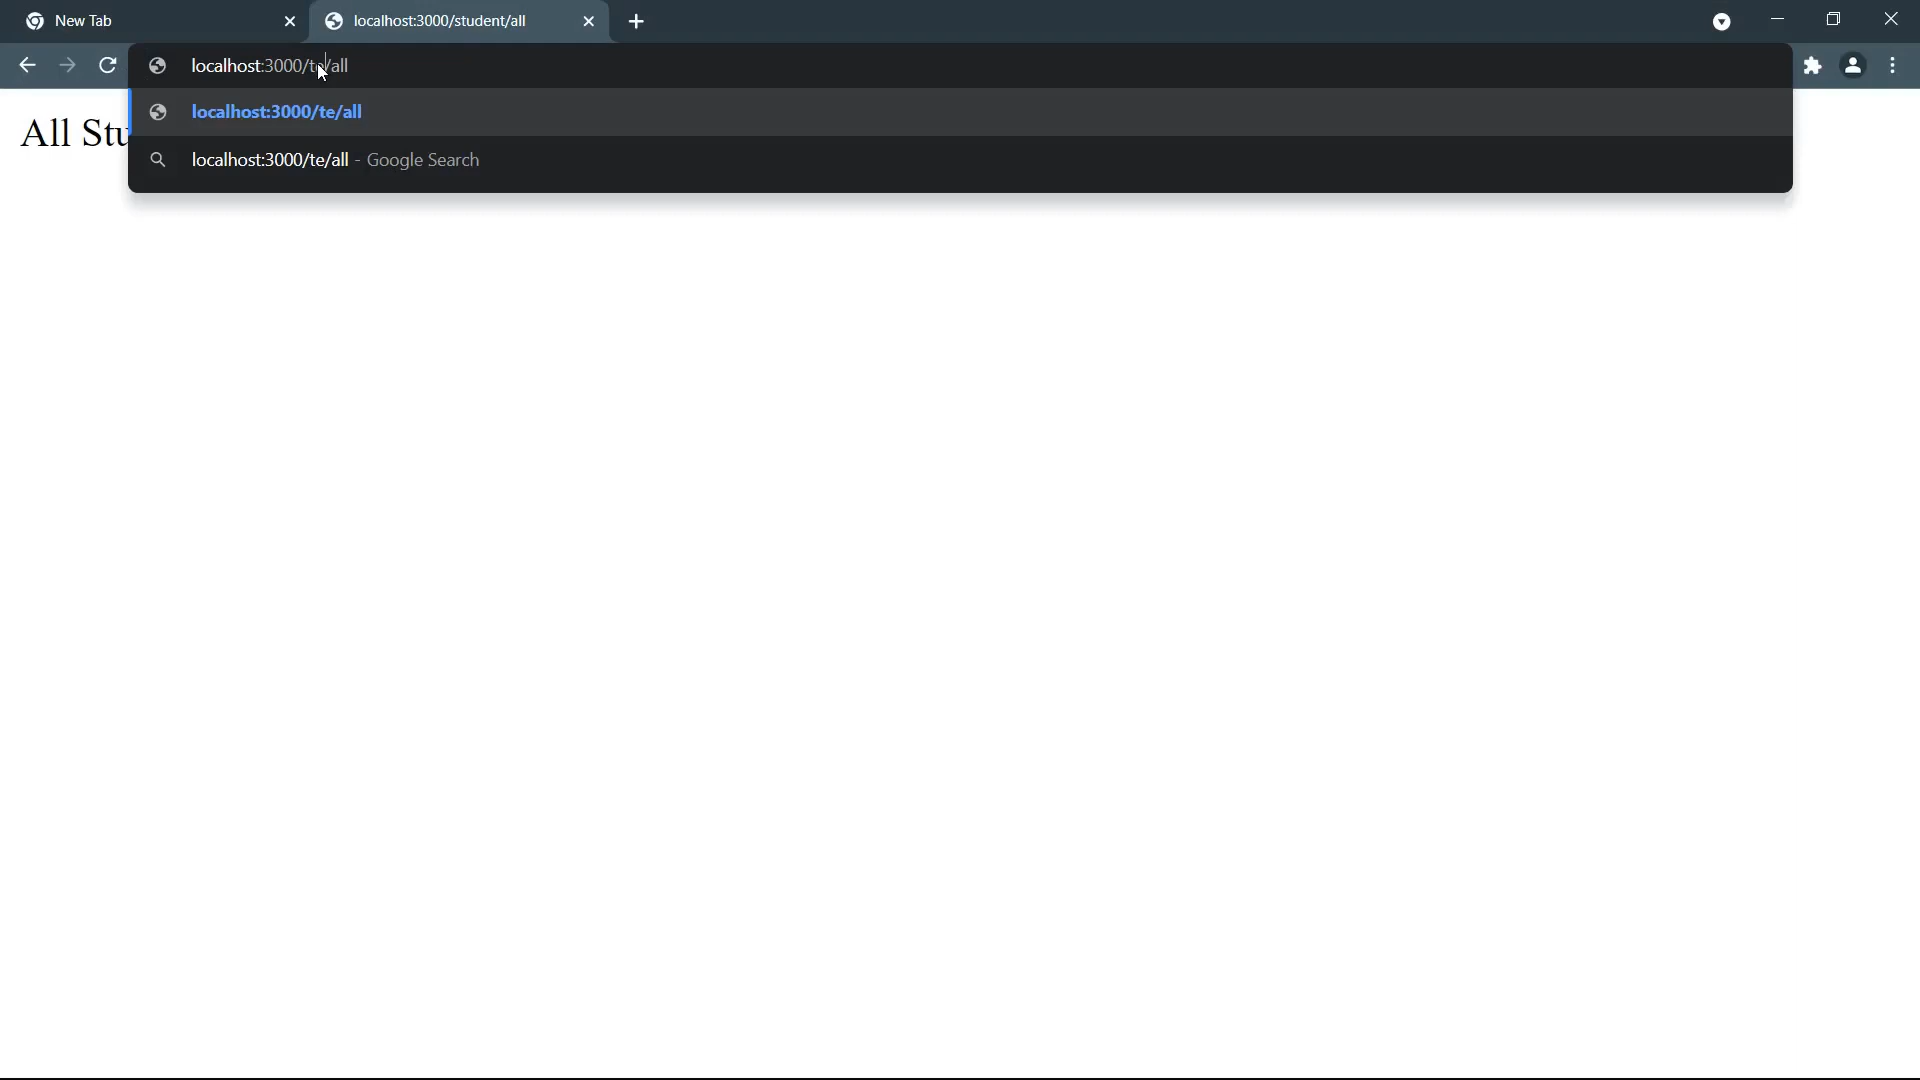 New Tab
localhost:3000/student/all
localhost:3000/te/all
localhost:3000/te/all
localhost:3000/te/all - Google Search
All Stu